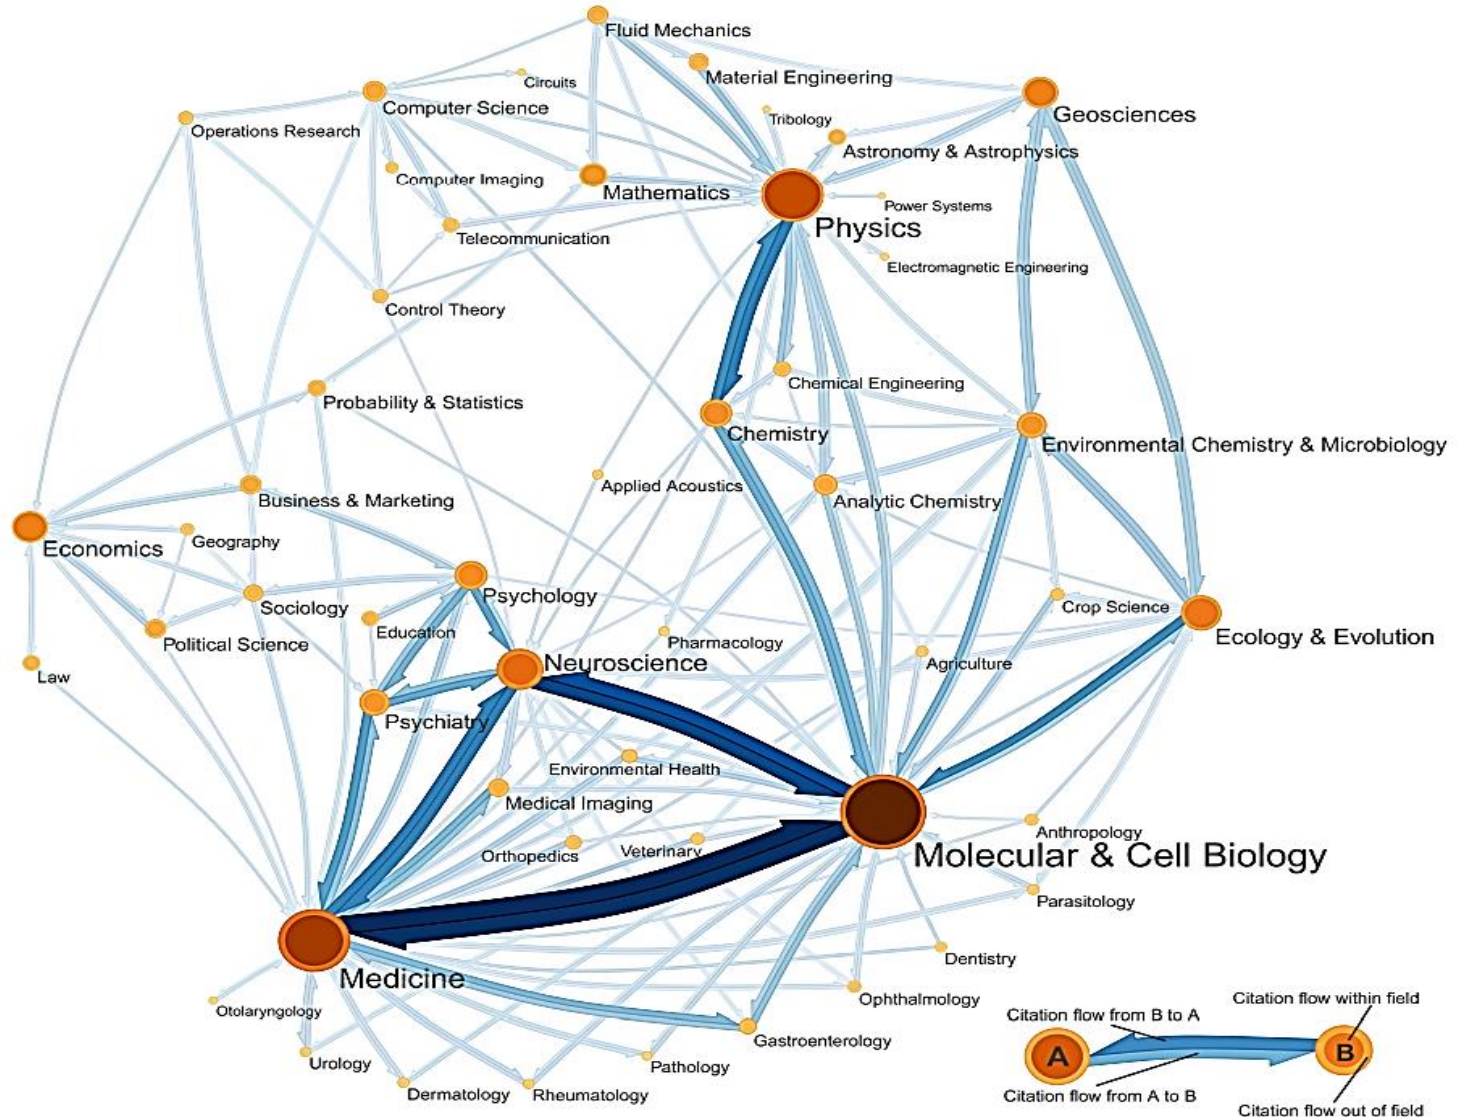 Fluid Mechanics
Material Engineering
Circuits
Computer Science
Geosciences
Tribology
Operations Research
Astronomy & Astrophysics
Computer Imaging
Mathematics
Power Systems
Physics
Telecommunication
Electromagnetic Engineering
Control Theory
Chemical Engineering
Probability & Statistics
Chemistry
Environmental Chemistry & Microbiology
Applied Acoustics
Business & Marketing
Analytic Chemistry
Geography
Economics
Psychology
Sociology
Crop Science
Education
Political Science
Ecology & Evolution
Pharmacology
Neuroscience
Agriculture
Law
Psychiatry
Environmental Health
Medical Imaging
Anthropology
Orthopedics
Veterinary
Molecular & Cell Biology
Parasitology
Dentistry
Medicine
Ophthalmology
Otolaryngology
Gastroenterology
Urology
Pathology
Dermatology
Rheumatology
Citation flow within field
Citation flow from B to A
A
B
Citation flow from A to B
Citation flow out of field